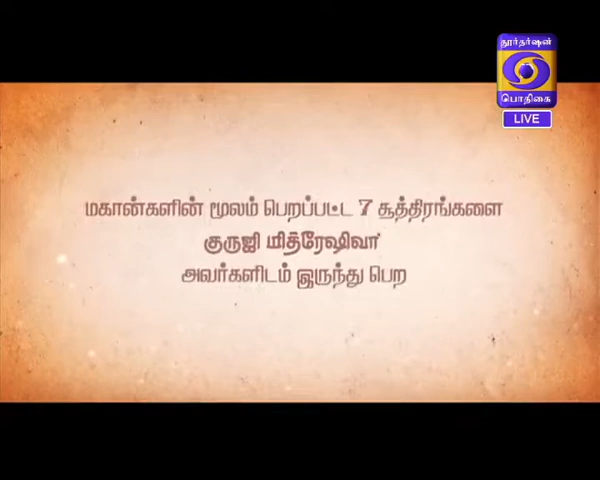 தூர்தர்ஷன்
பொதிகை
LIVE
மகான்களின் மூலம் பெறப்பட்ட 7 சூத்திரங்களை
குருஜி மித்ரேஷிவா
அவர்களிடம் இருந்து பெற